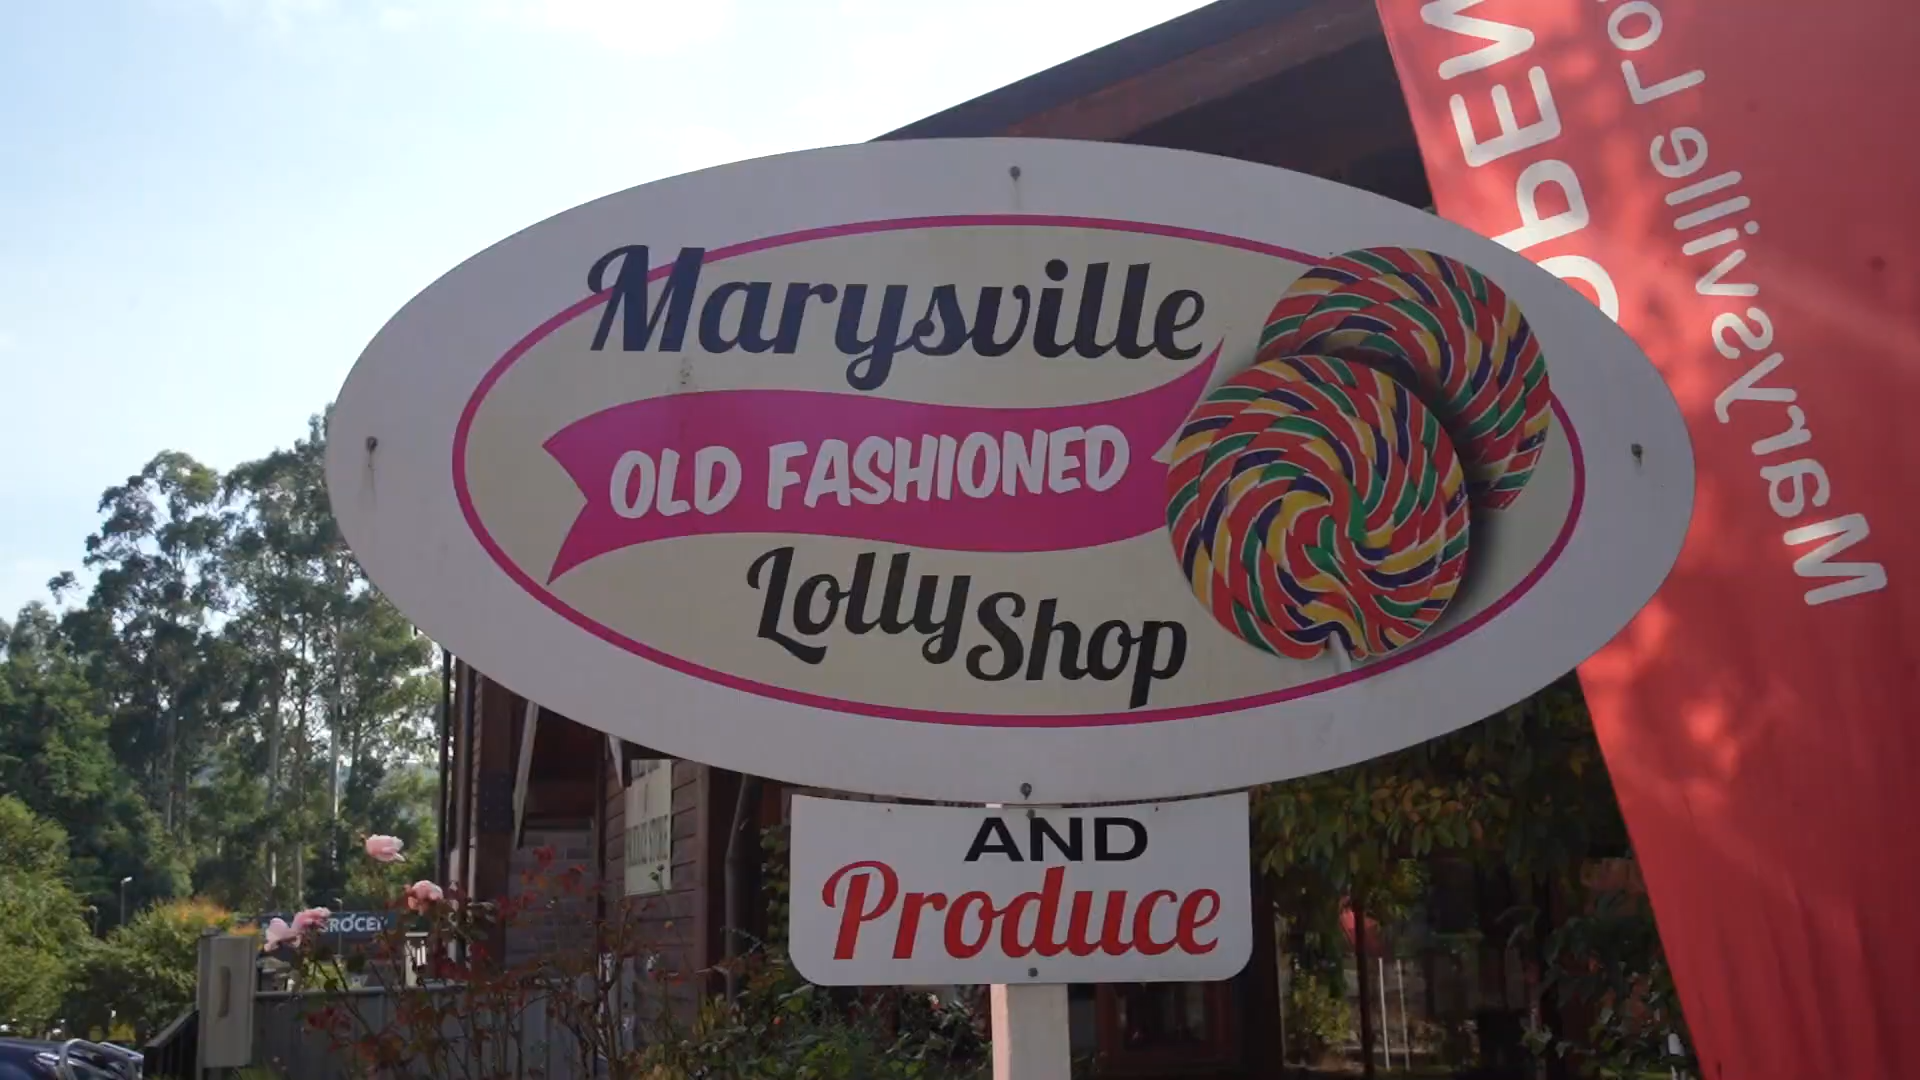 Marysville
OLD FASHIONED
Lolly Shop
AND
Produce
OPEN
Marysville Lo